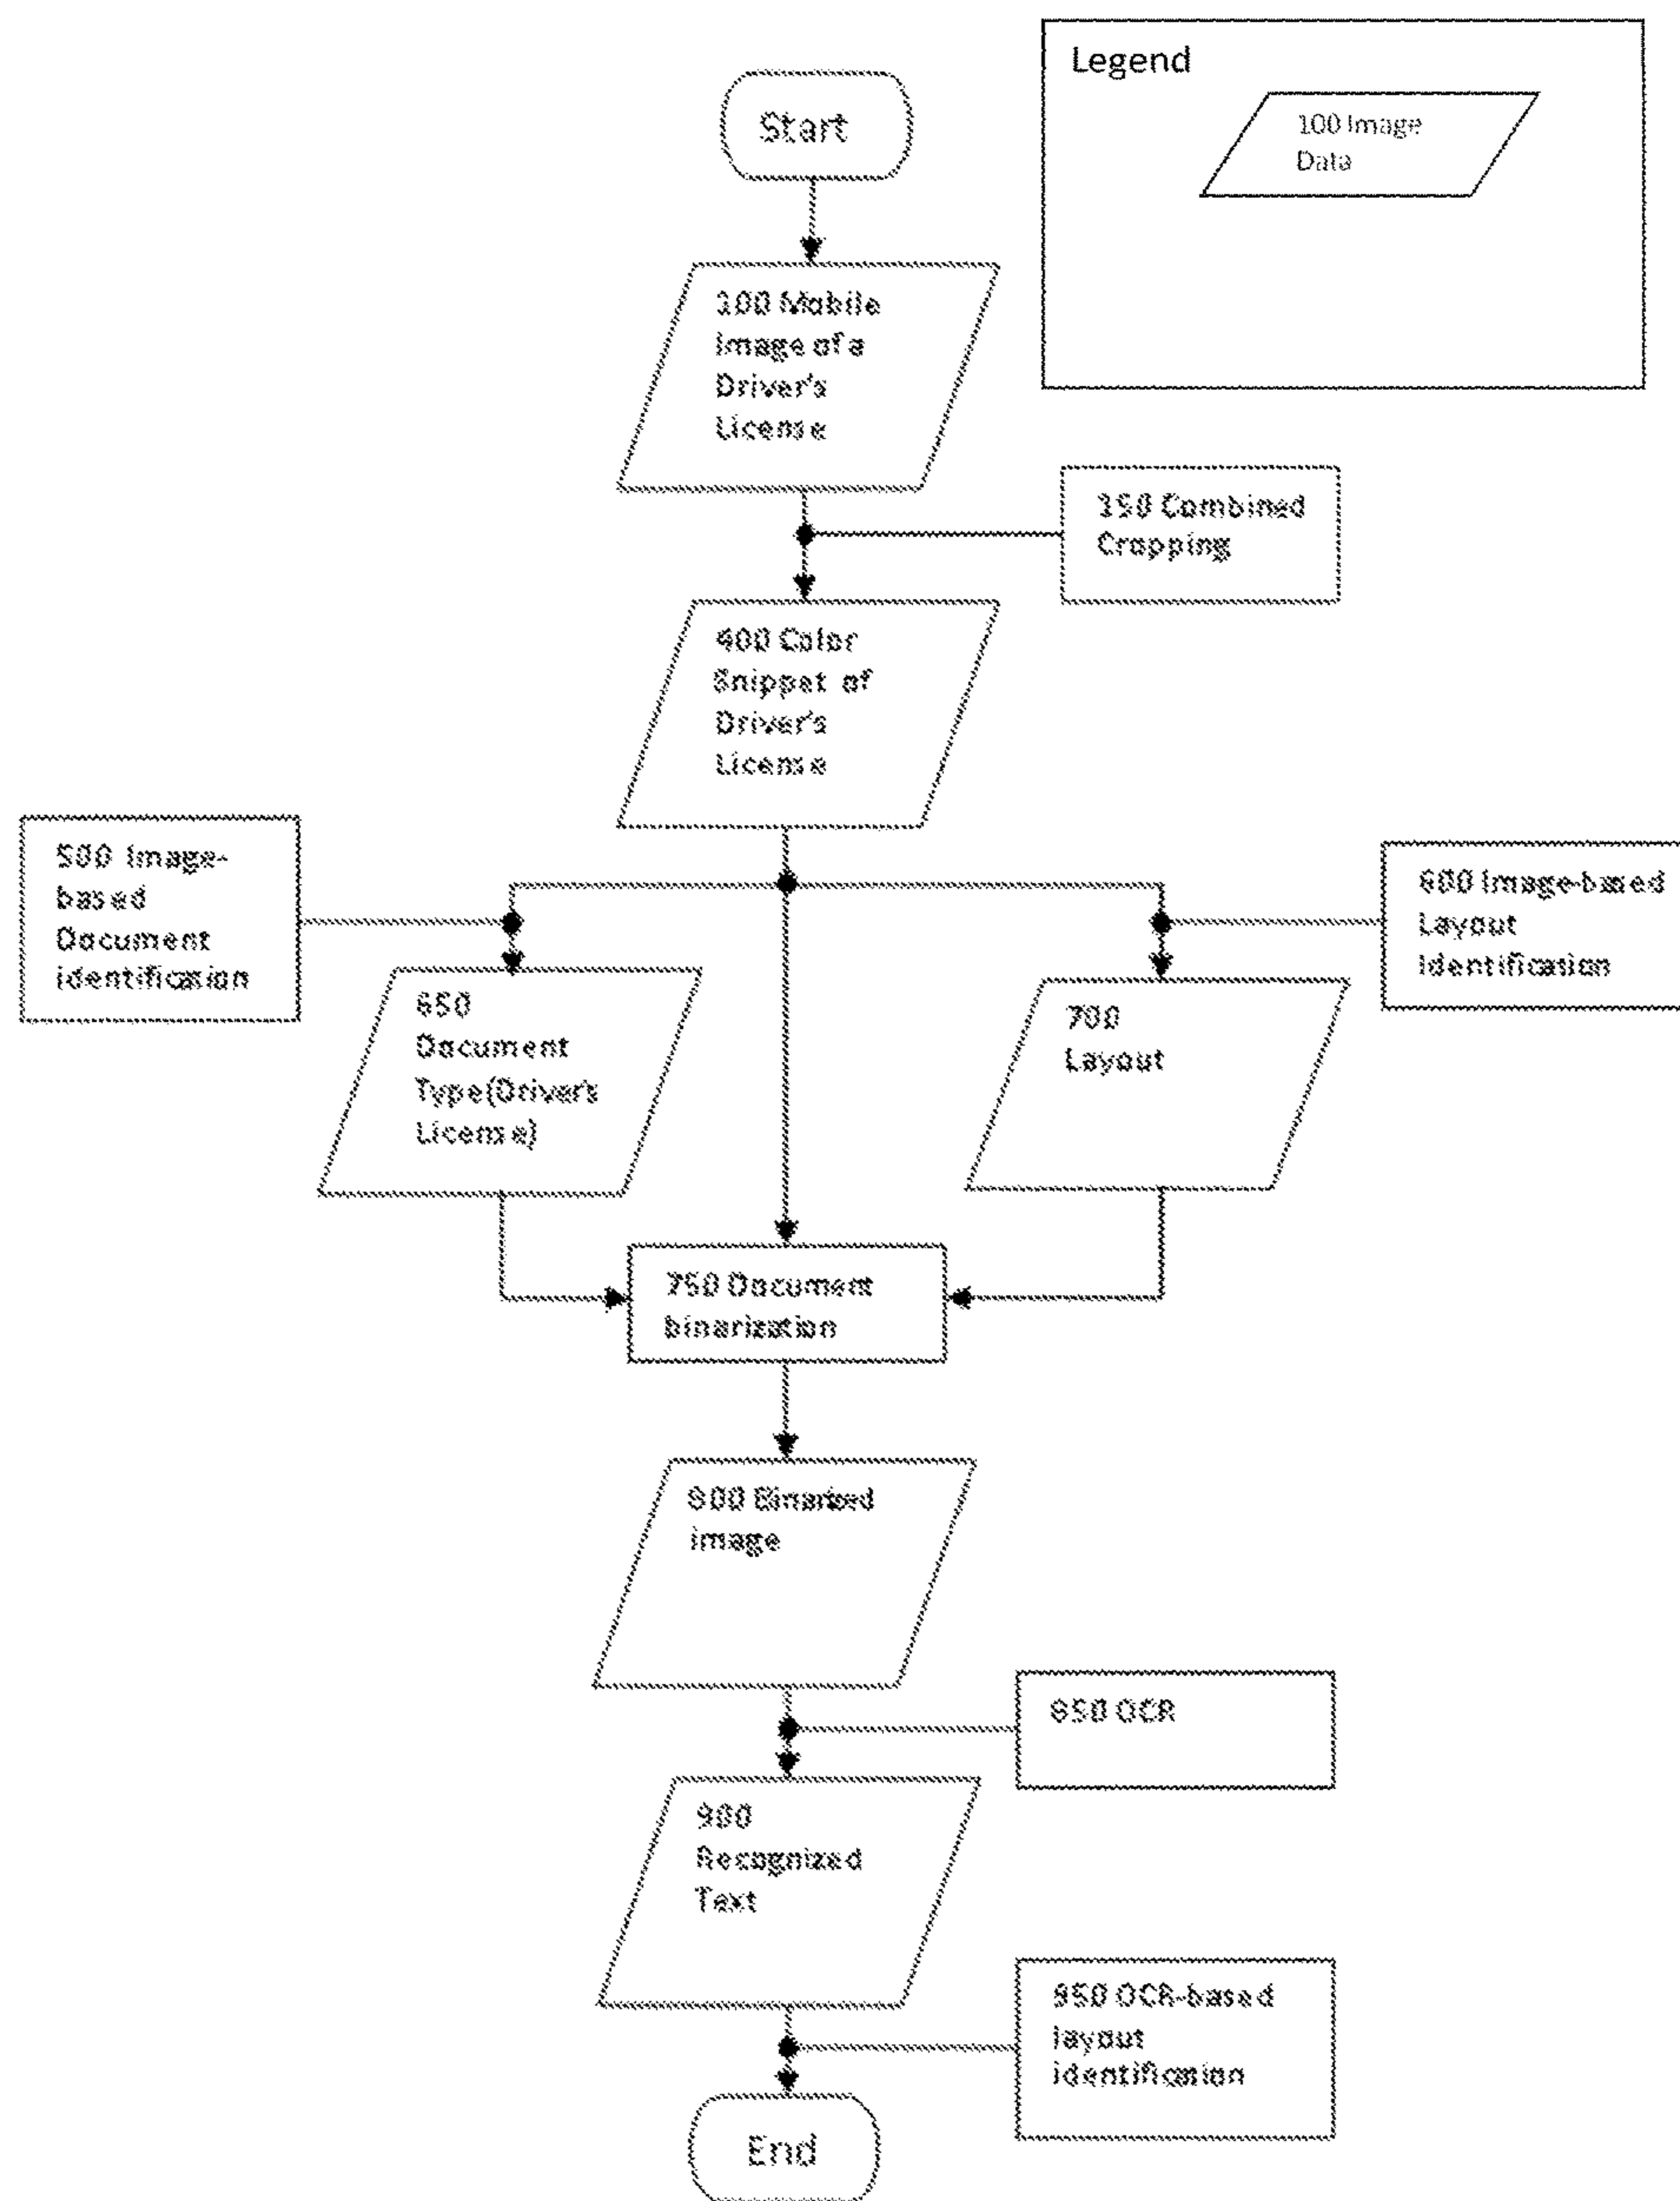 Legend
100 Image
Data
Start
100 Mobile
Image of a
Driver's
License
150 Combined
Cropping
400 Color
Snippet of
Driver's
License
500 Image-
based
Document
identification
600 Image-based
Layout
Identification
650
Document
Type(Driver's
License)
700
Layout
750 Document
binarization
800 Binarized
image
850 OCR
900
Recognized
Text
950 OCR-based
layout
identification
End